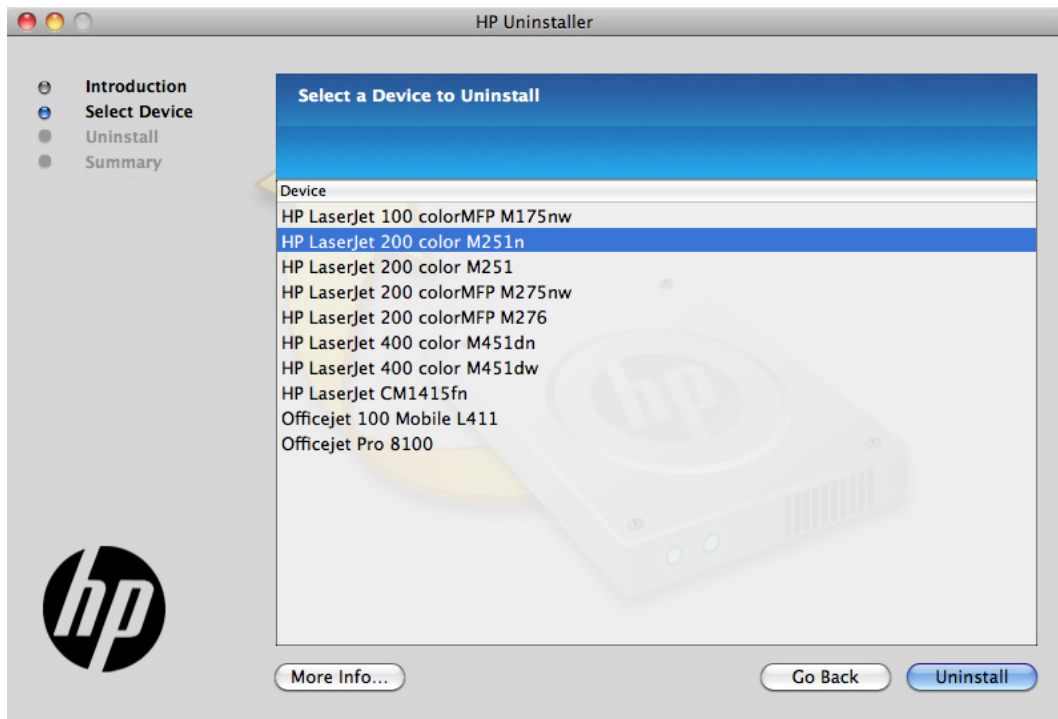 HP Uninstaller
Introduction
Select Device
Uninstall
Summary
Select a Device to Uninstall
Device
HP LaserJet 100 colorMFP M175nw
HP LaserJet 200 color M251n
HP LaserJet 200 color M251
HP LaserJet 200 colorMFP M275nw
HP LaserJet 200 colorMFP M276
HP LaserJet 400 color M451dn
HP LaserJet 400 color M451dw
HP LaserJet CM1415fn
Officejet 100 Mobile L411
Officejet Pro 8100
hp
hp
More Info...
Go Back
Uninstall